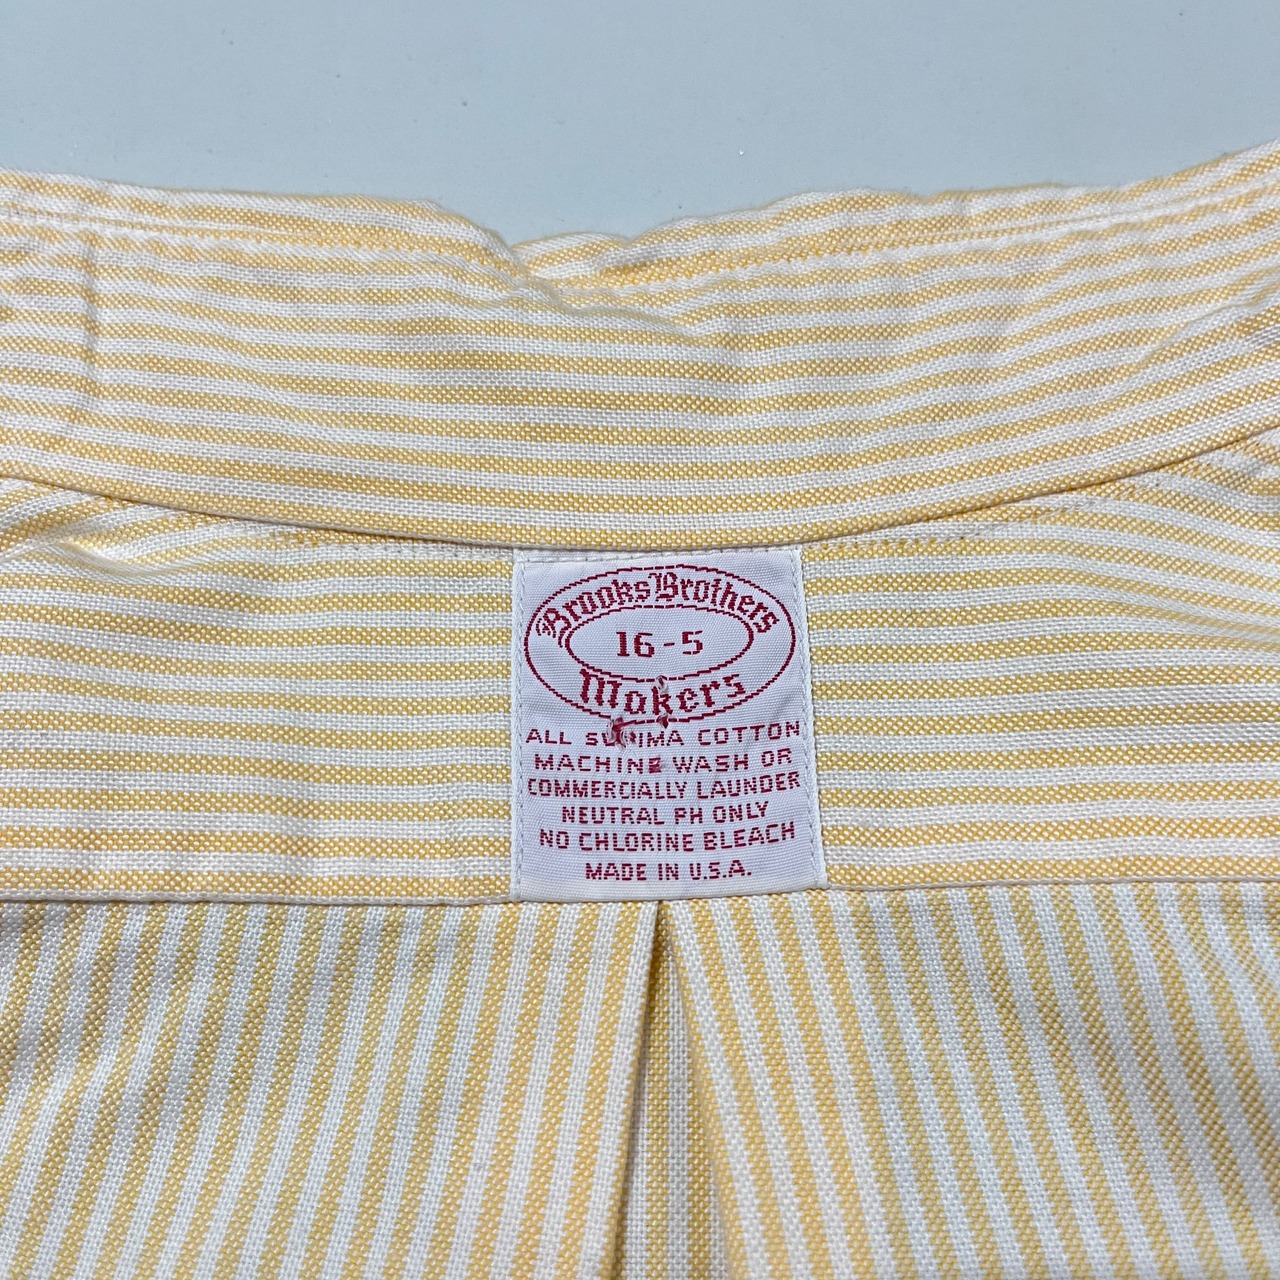 Brooks Brothers
16-5
Makers
ALL SUPIMA COTTON
MACHINE WASH OR
COMMERCIALLY LAUNDER
NEUTRAL PH ONLY
NO CHLORINE BLEACH
MADE IN U.S.A.